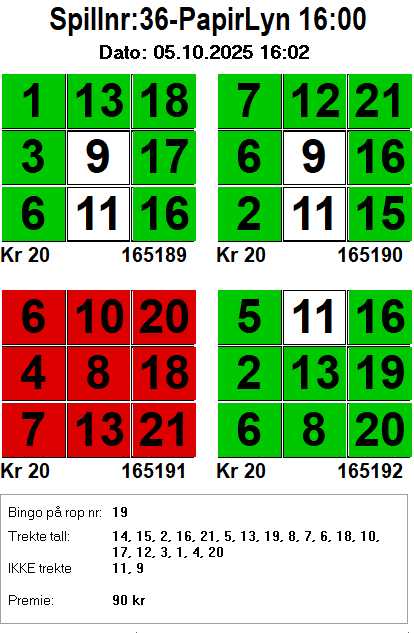 Spillnr:36-PapirLyn 16:00
Dato: 05.10.2025 16:02
1 13 18
3 9 17
6 11 16
Kr 20 165189
7 12 21
6 9 16
2 11 15
Kr 20 165190
6 10 20
4 8 18
7 13 21
Kr 20 165191
5 11 16
2 13 19
6 8 20
Kr 20 165192
Bingo på rop nr: 19
Trekte tall: 14, 15, 2, 16, 21, 5, 13, 19, 8, 7, 6, 18, 10,
17, 12, 3, 1, 4, 20
IKKE trekte 11, 9
Premie: 90 kr